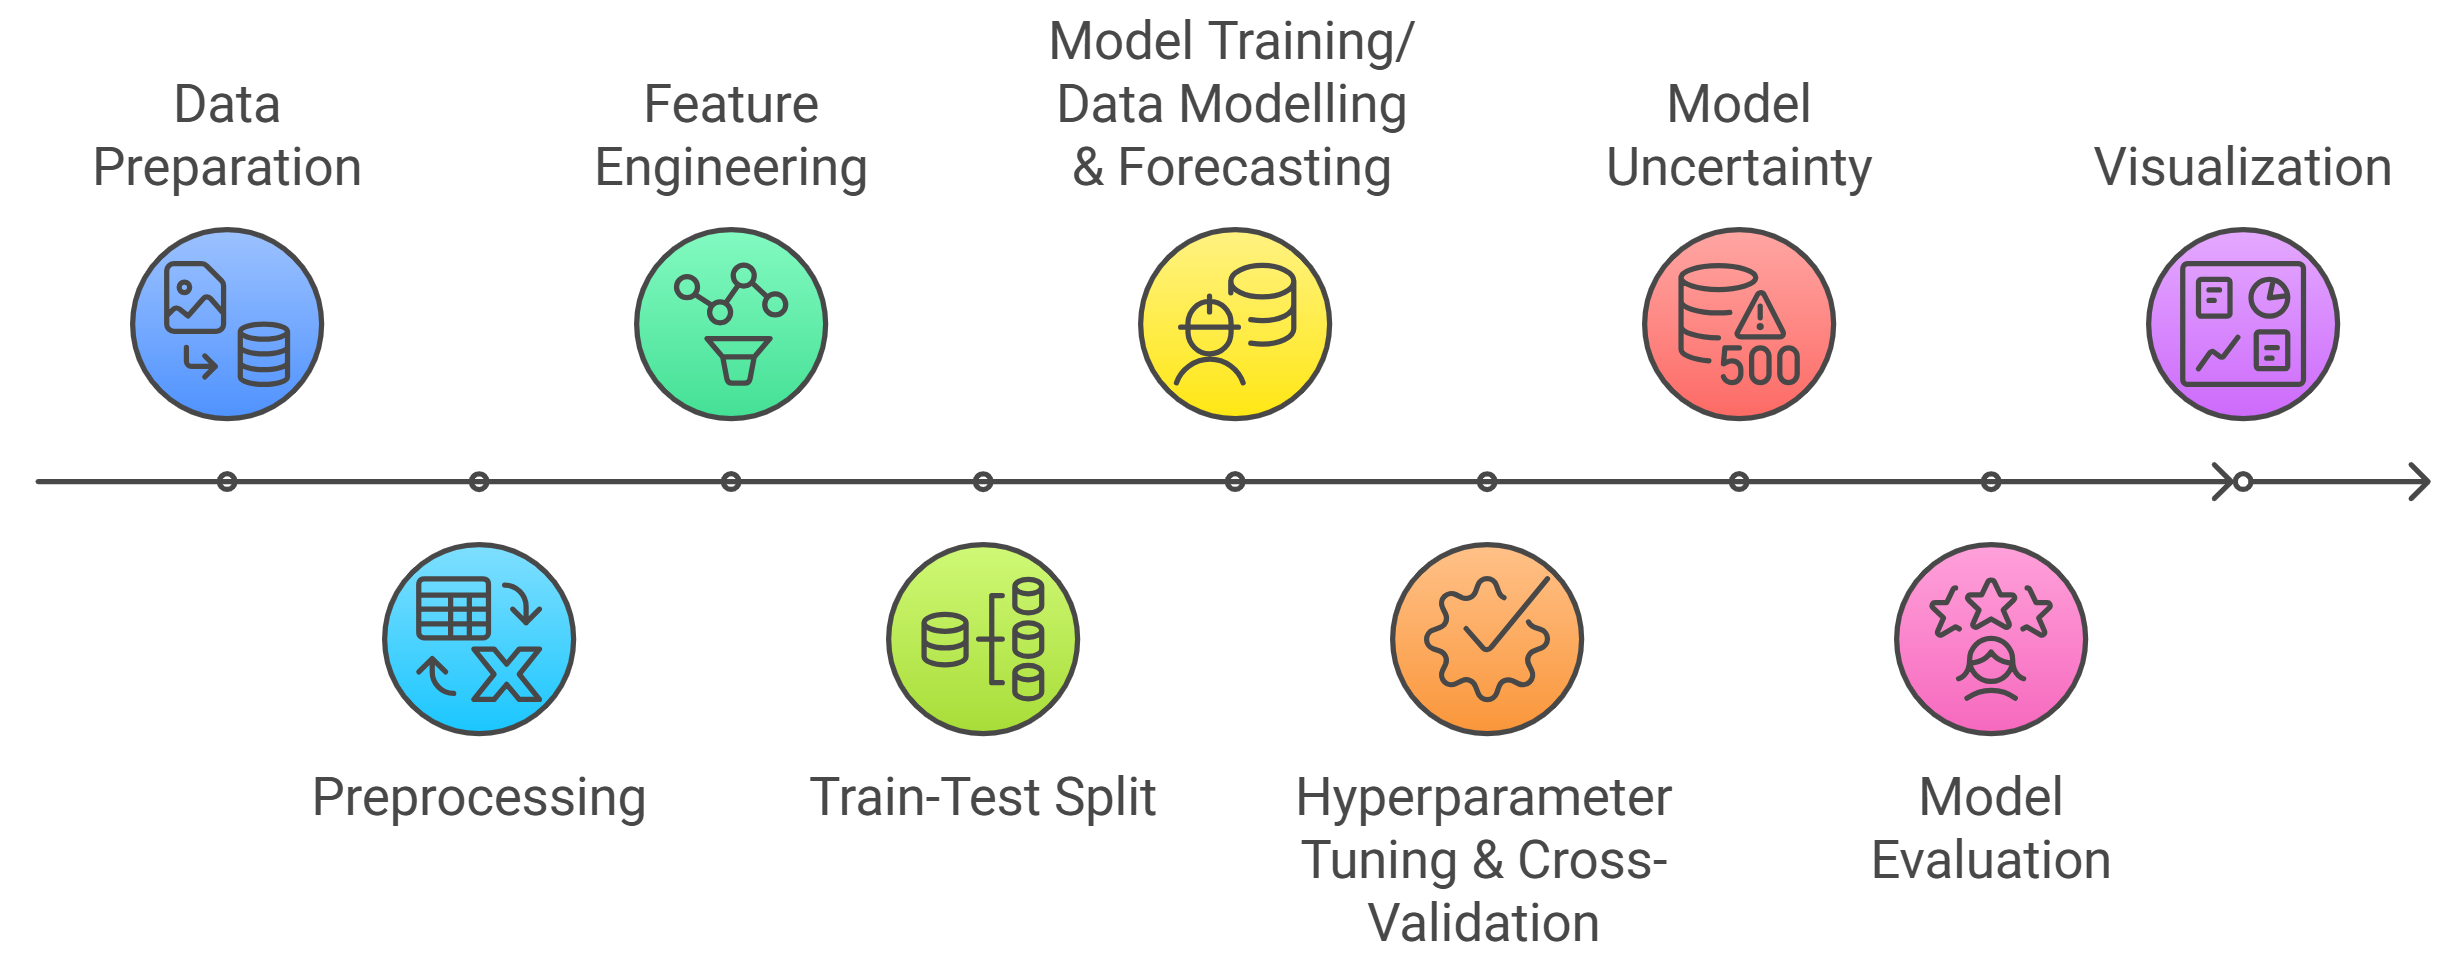 Data
Preparation
Preprocessing
Feature
Engineering
Train-Test Split
Model Training/
Data Modelling
& Forecasting
Hyperparameter
Tuning & Cross-
Validation
Model
Uncertainty
500
Model
Evaluation
Visualization